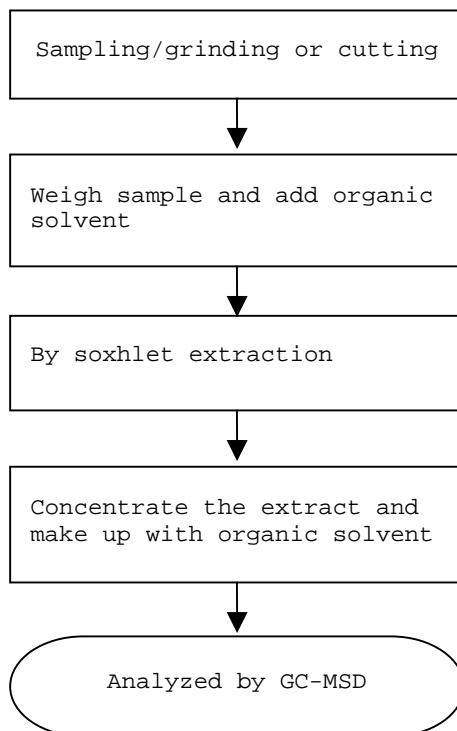 Sampling/grinding or cutting
Weigh sample and add organic
solvent
By soxhlet extraction
Concentrate the extract and
make up with organic solvent
Analyzed by GC-MSD